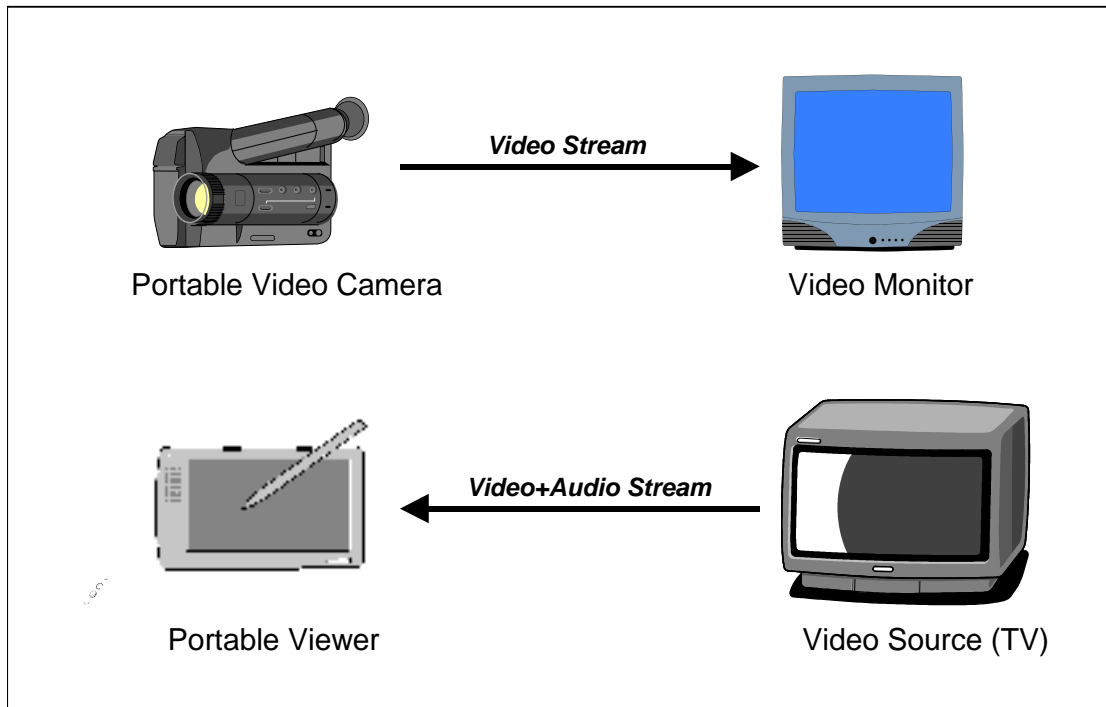 Video Stream
Portable Video Camera
Video Monitor
Video+Audio Stream
Portable Viewer
Video Source (TV)